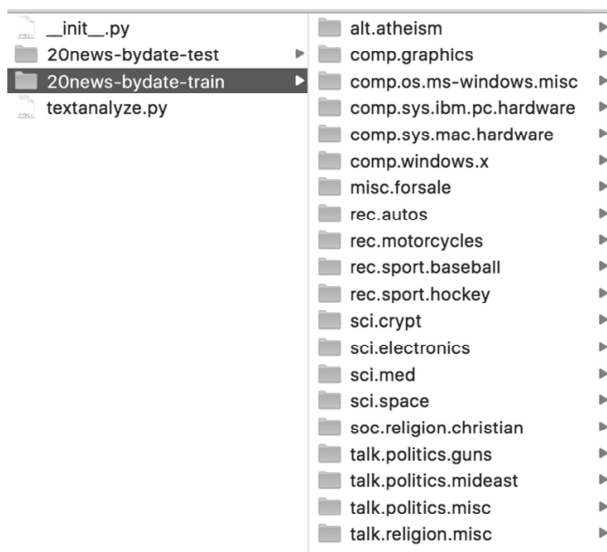 __init__.py
20news-bydate-test
20news-bydate-train
textanalyze.py
alt.atheism
comp.graphics
comp.os.ms-windows.misc
comp.sys.ibm.pc.hardware
comp.sys.mac.hardware
comp.windows.x
misc.forsale
rec.autos
rec.motorcycles
rec.sport.baseball
rec.sport.hockey
sci.crypt
sci.electronics
sci.med
sci.space
soc.religion.christian
talk.politics.guns
talk.politics.mideast
talk.politics.misc
talk.religion.misc